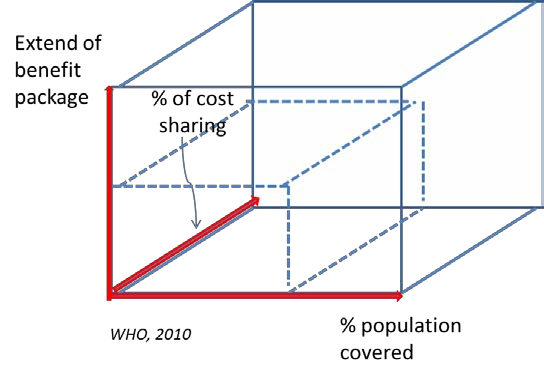 Extend of
benefit
package
% of cost
sharing
WHO, 2010
% population
covered